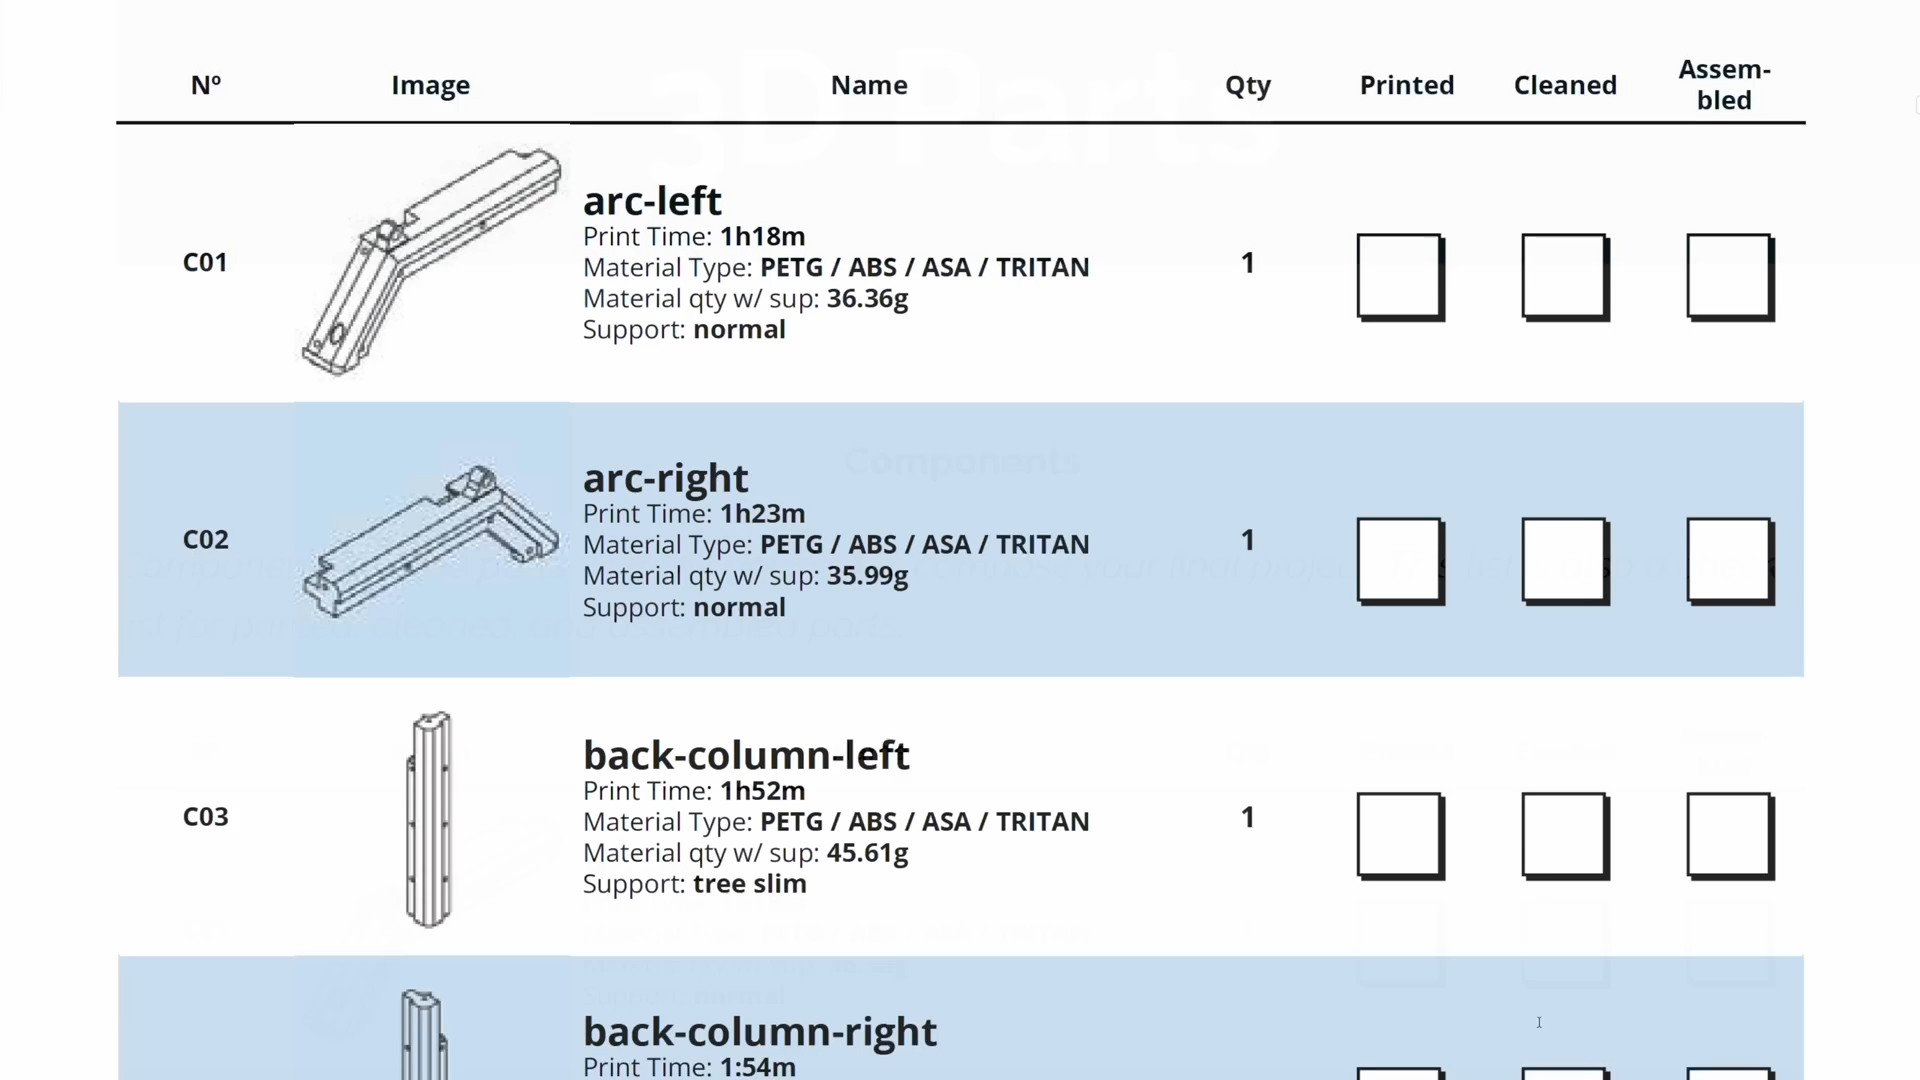 Nº Image Name Qty Printed Cleaned Assem-
bled
3D Parts
C01
arc-left
Print Time: 1h18m
Material Type: PETG / ABS / ASA / TRITAN
Material qty w/ sup: 36.36g
Support: normal
1
Components
C02
arc-right
Print Time: 1h23m
Material Type: PETG / ABS / ASA / TRITAN
Material qty w/ sup: 35.99g
Support: normal
1
C03
back-column-left
Print Time: 1h52m
Material Type: PETG / ABS / ASA / TRITAN
Material qty w/ sup: 45.61g
Support: tree slim
1
back-column-right
Print Time: 1:54m